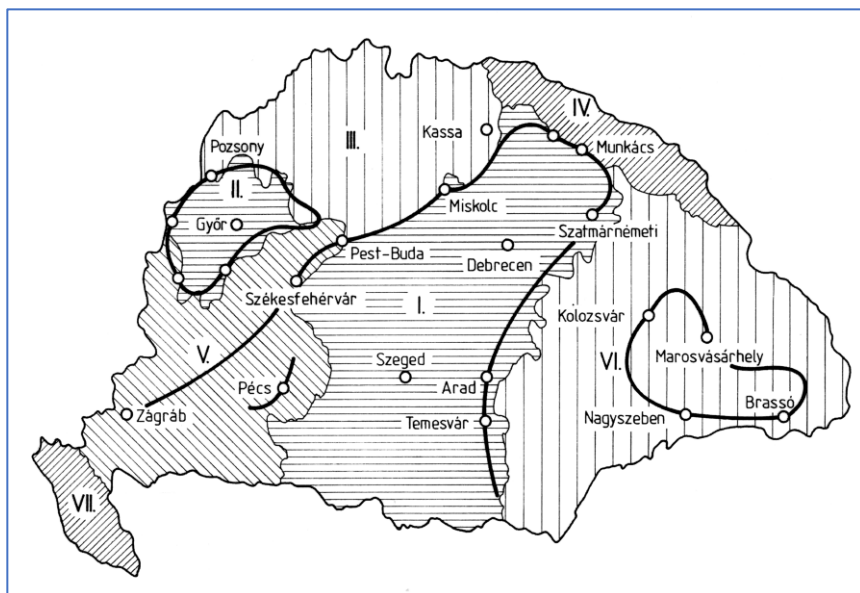 IV.
Kassa
III.
Munkács
Pozsony
II.
Miskolc
Győr
Szatmárnémeti
Pest-Buda
Debrecen
Székesfehérvár
I.
Kolozsvár
V.
VI.
Marosvásárhely
Szeged
Arad
Pécs
Brassó
Zágráb
Temesvár
Nagyszeben
VII.